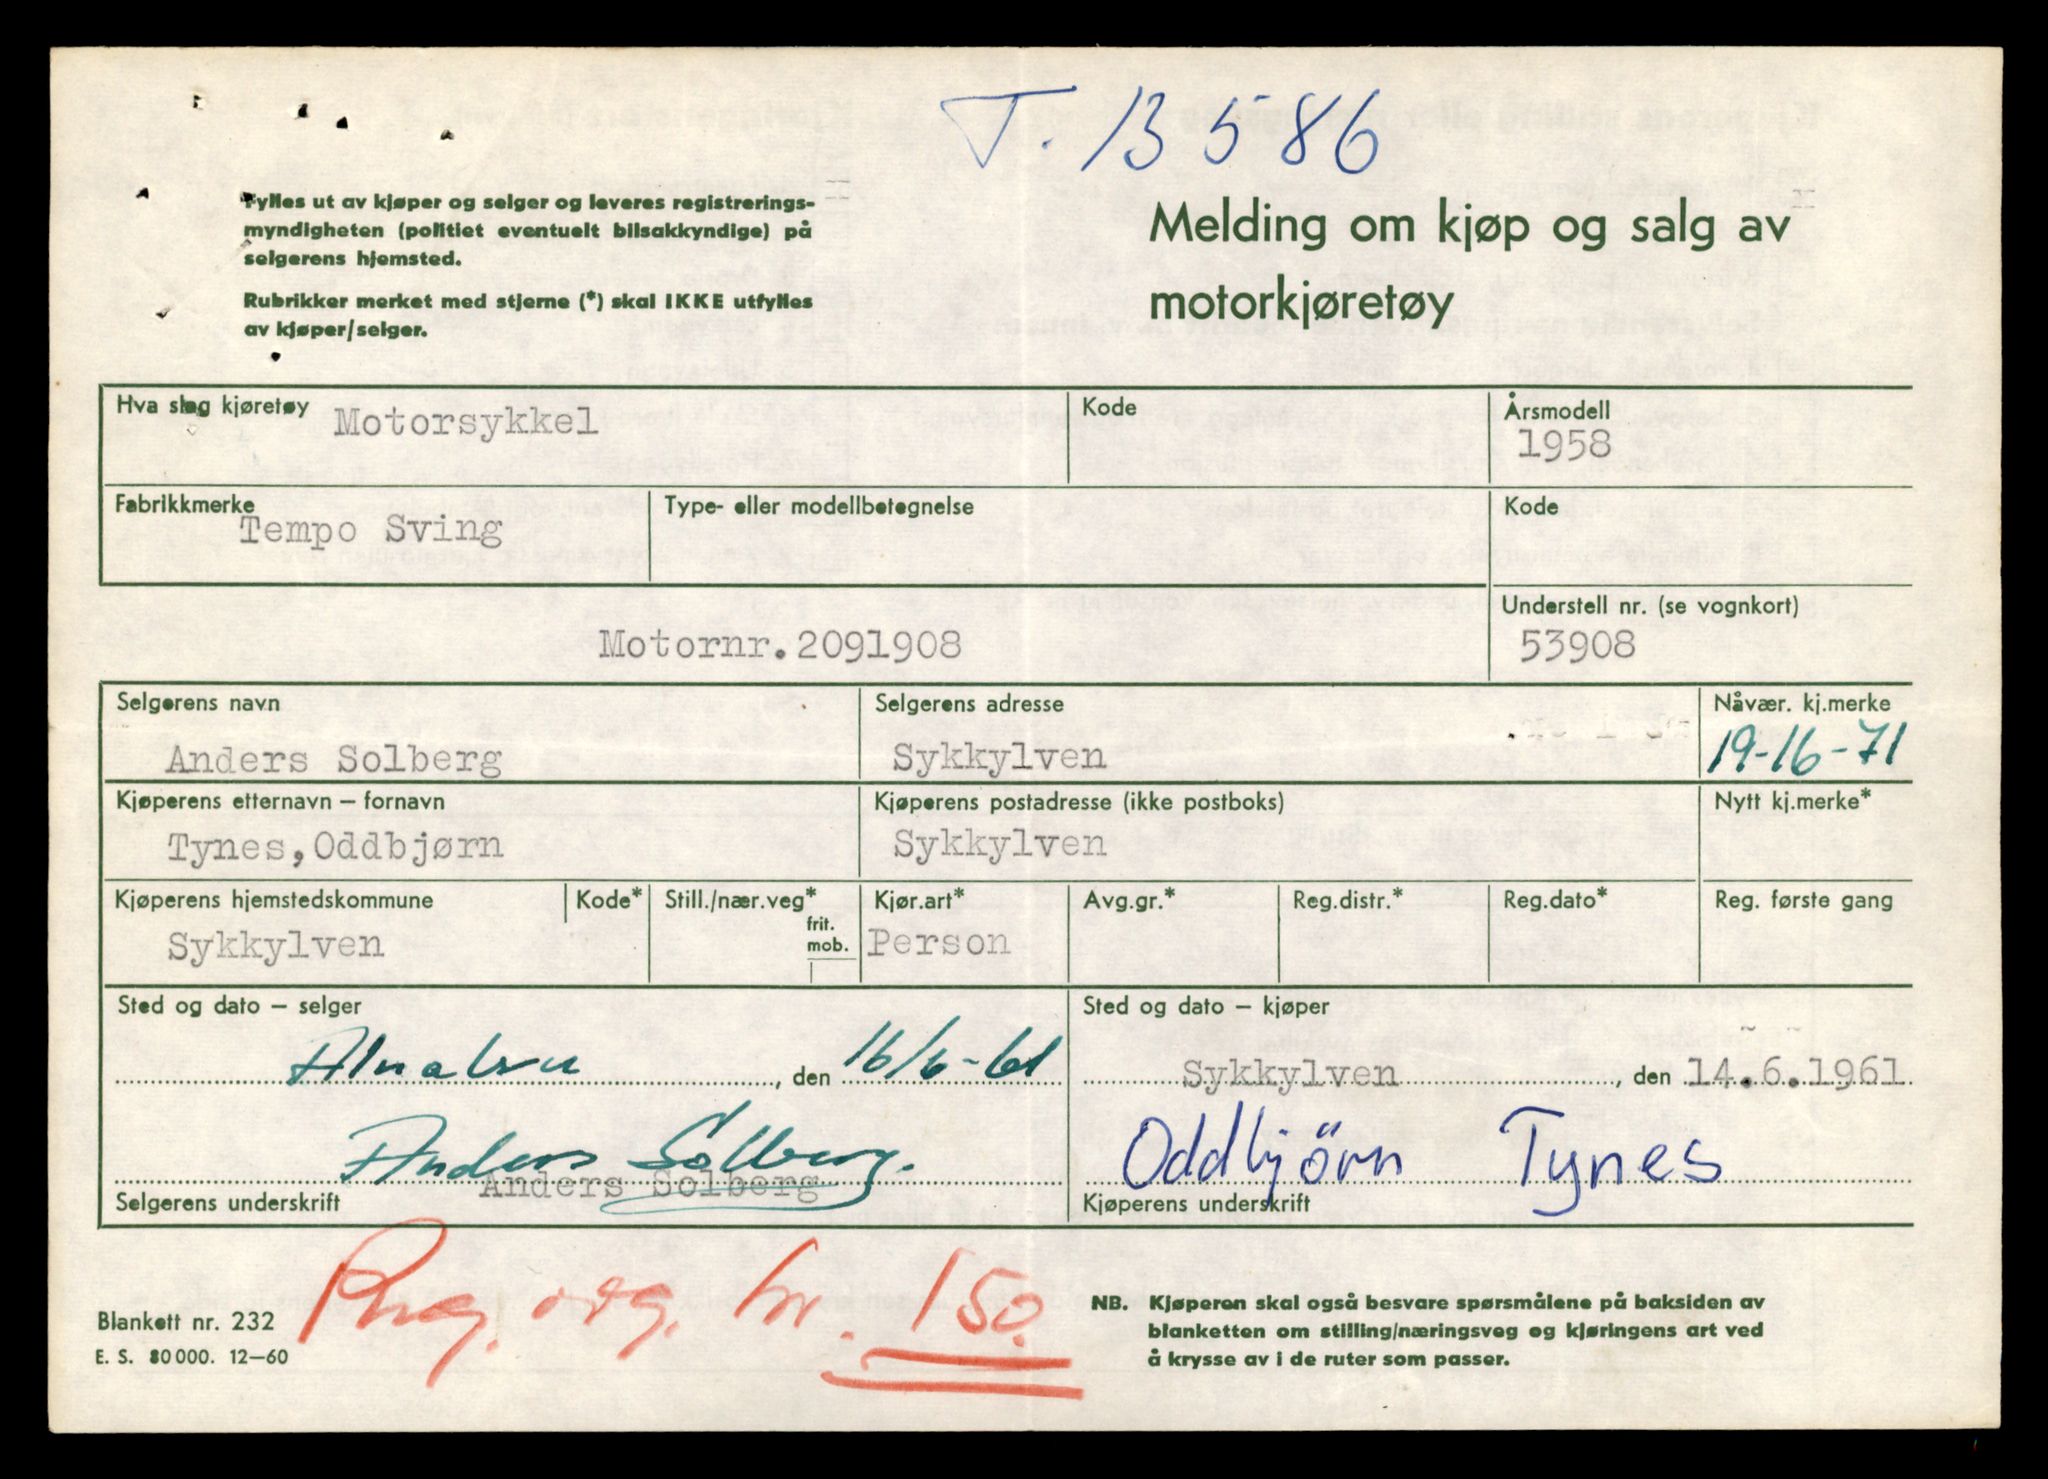 T. 13586
Fylles ut av kjøper og selger og leveres registrerings-
myndigheten (politiet eventuelt bilsakkyndige) på
selgerens hjemsted.
Rubrikker merket med stjerne (*) skal IKKE utfylles
av kjøper/selger.
Melding om kjøp og salg av
motorkjøretøy
Hva slag kjøretøy Motorsykkel
Kode
Årsmodell
1958
Fabrikkmerke
Tempo Sving
Type- eller modellbetegnelse
Kode
Motornr.2091908
Understell nr. (se vognkort)
53908
Selgerens navn
Anders Solberg
Selgerens adresse
Sykkylven
Nåvær. kj.merke
19-16-71
Kjøperens etternavn – fornavn
Tynes,Oddbjørn
Kjøperens postadresse (ikke postboks)
Sykkylven
Nytt kj.merke*
Kjøperens hjemstedskommune
Sykkylven
Kode*
Still./nær.veg*
frit.
mob.
Kjør.art*
Person
Avg.gr.*
Reg.distr.*
Reg.dato*
Reg. første gang
Sted og dato – selger
, den 16/6-61
Sted og dato – kjøper
Sykkylven, den 14.6.1961
Anders Solberg.
Anders Solberg
Selgerens underskrift
Oddbjörn Tynes
Kjøperens underskrift
avg. kr. 150.
Blankett nr. 232
E. S. 80000. 12–60
NB. Kjøperen skal også besvare spørsmålene på baksiden av
blanketten om stilling/næringsveg og kjøringens art ved
å krysse av i de ruter som passer.